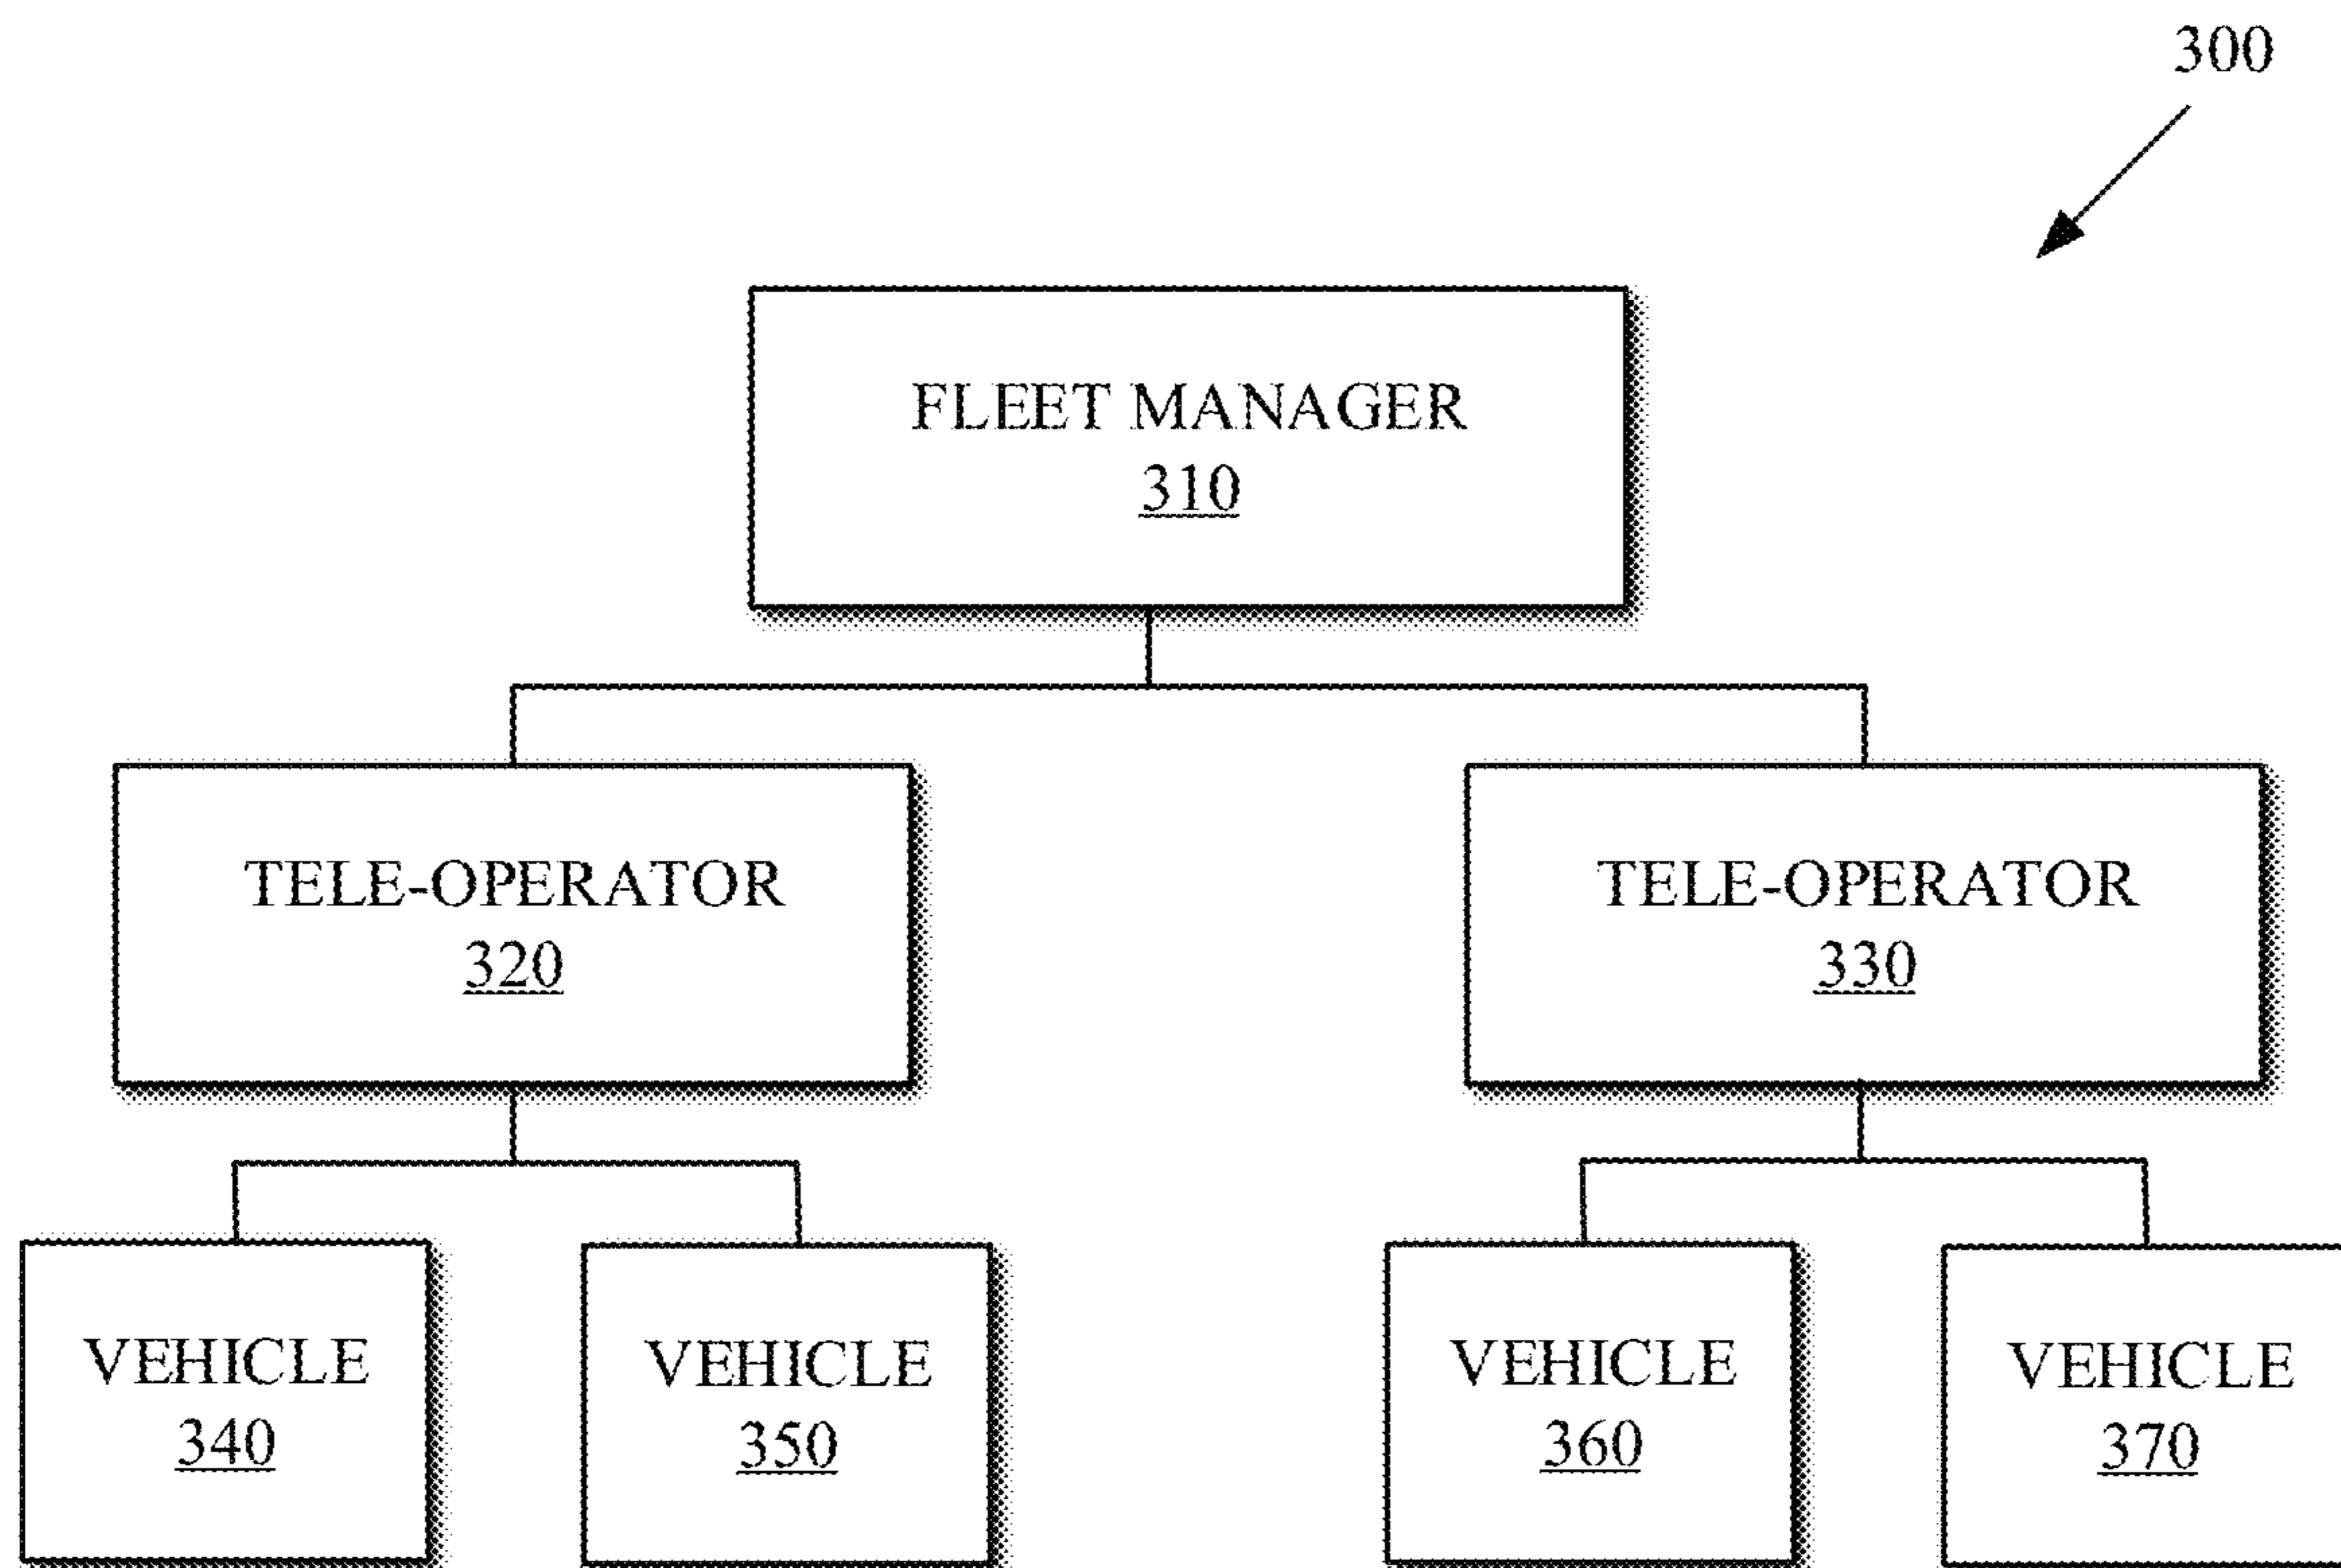 300
FLEET MANAGER
310
TELE-OPERATOR
320
TELE-OPERATOR
330
VEHICLE
340
VEHICLE
350
VEHICLE
360
VEHICLE
370